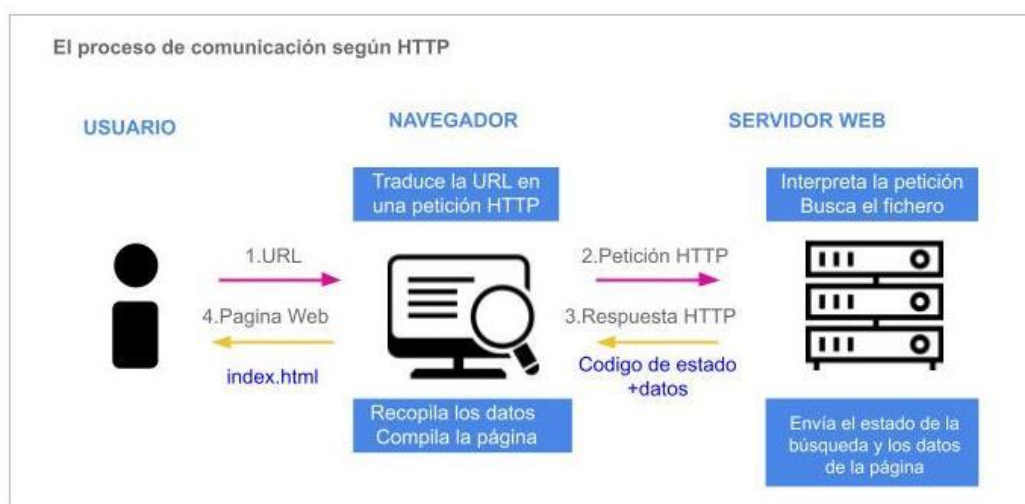 El proceso de comunicación según HTTP
USUARIO
NAVEGADOR
SERVIDOR WEB
Traduce la URL en
una petición HTTP
Interpreta la petición
Busca el fichero
1.URL
2.Petición HTTP
4.Pagina Web
3.Respuesta HTTP
index.html
Codigo de estado
+datos
Recopila los datos
Compila la página
Envía el estado de la
búsqueda y los datos
de la página